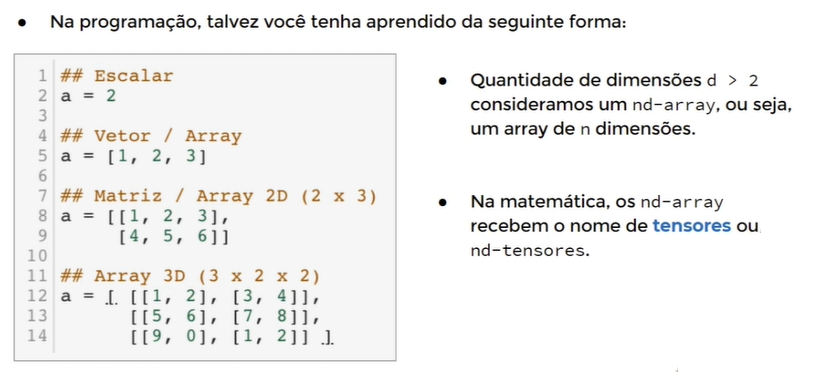 • Na programação, talvez você tenha aprendido da seguinte forma:
1 ## Escalar
2 a = 2
3
4 ## Vetor / Array
5 a = [1, 2, 3]
6
7 ## Matriz / Array 2D (2 x 3)
8 a = [[1, 2, 3],
9      [4, 5, 6]]
10
11 ## Array 3D (3 x 2 x 2)
12 a = [ [[1, 2], [3, 4]],
13       [[5, 6], [7, 8]],
14       [[9, 0], [1, 2]] ]
• Quantidade de dimensões d > 2
consideramos um nd-array, ou seja,
um array de n dimensões.
• Na matemática, os nd-array
recebem o nome de tensores ou
nd-tensores.